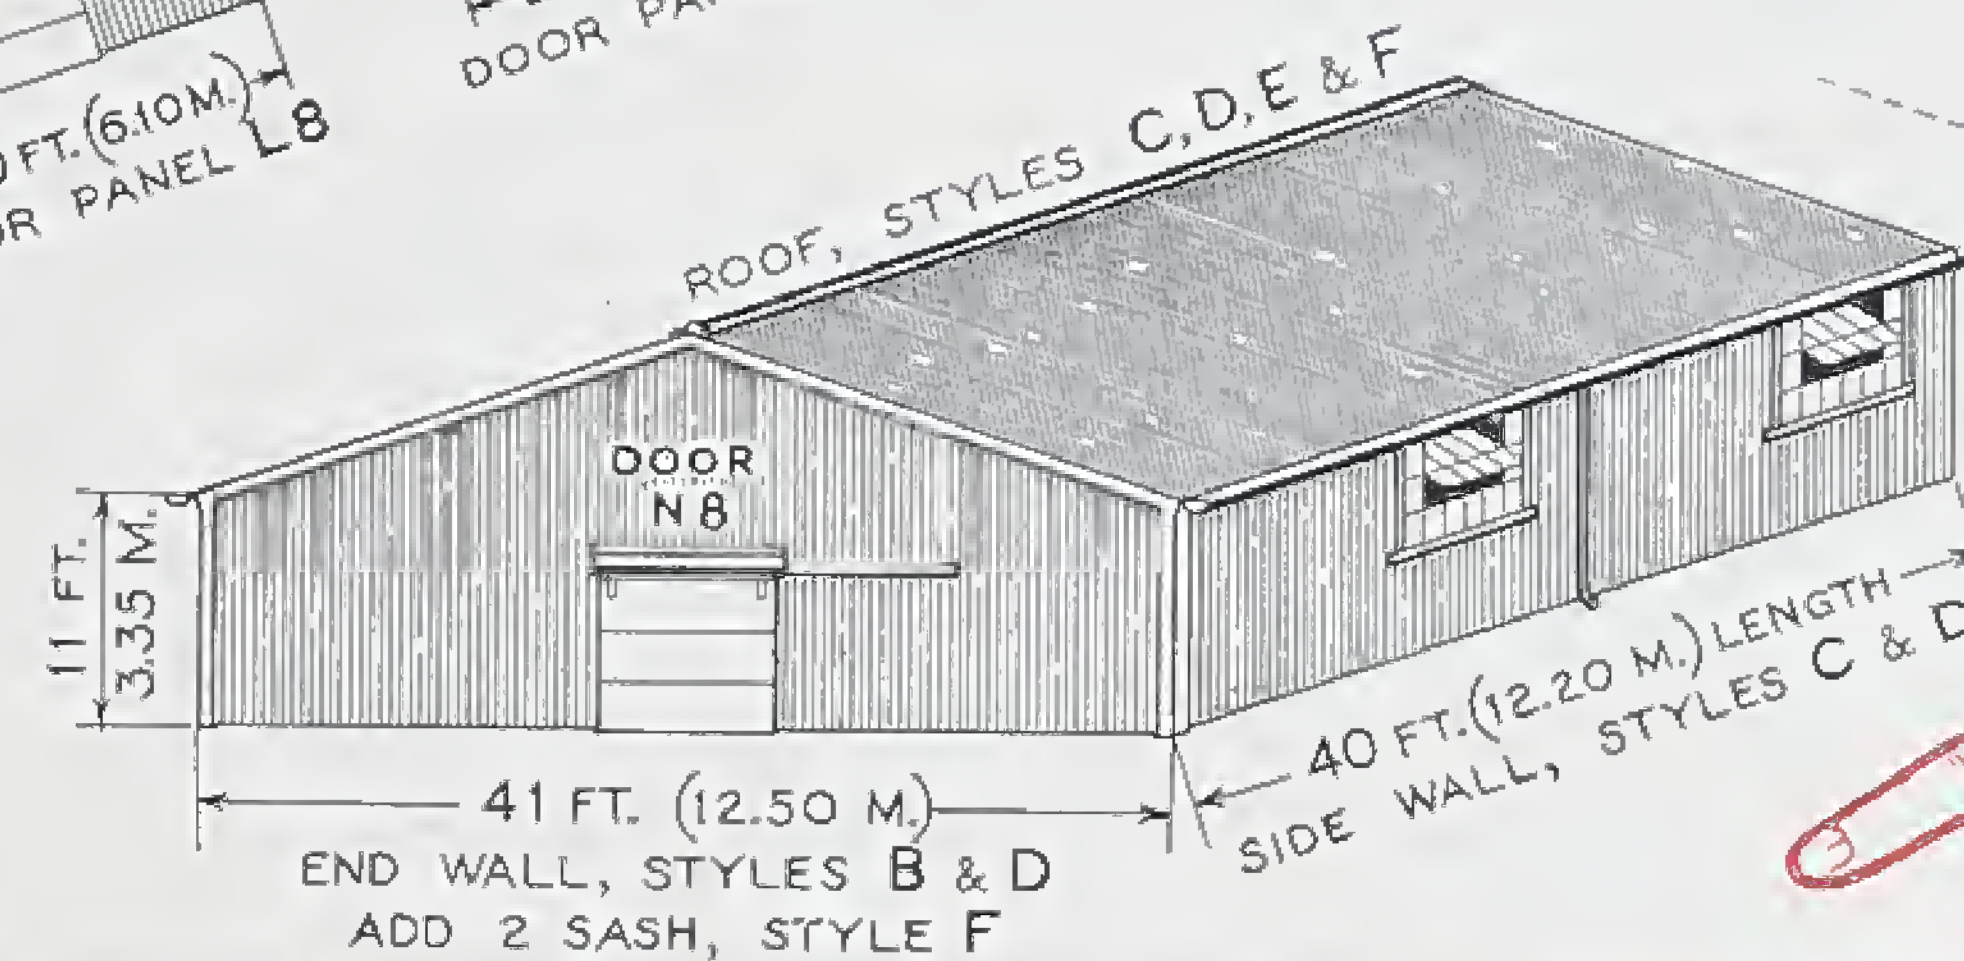 DOOR
FT. (6.10 M.)
PANEL L8
ROOF, STYLES C, D, E & F
DOOR
N 8
11 FT.
3.35 M.
41 FT. (12.50 M.)
END WALL, STYLES B & D
ADD 2 SASH, STYLE F
40 FT. (12.20 M.) LENGTH
SIDE WALL, STYLES C & D